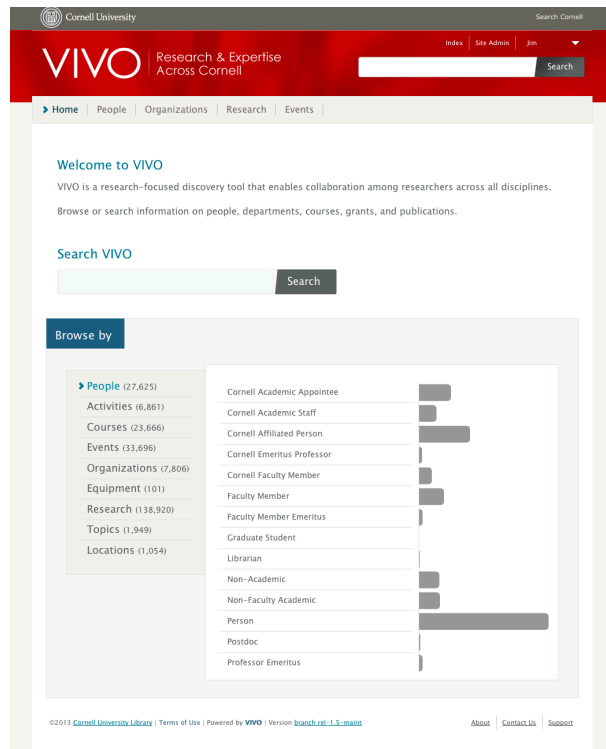 Cornell University
Search Cornell
Index Site Admin Jim
VIVO Research & Expertise
Across Cornell
Search
Home People Organizations Research Events
Welcome to VIVO
VIVO is a research-focused discovery tool that enables collaboration among researchers across all disciplines.
Browse or search information on people, departments, courses, grants, and publications.
Search VIVO
Search
Browse by
People (27,625)
Activities (6,861)
Courses (23,666)
Events (33,696)
Organizations (7,806)
Equipment (101)
Research (138,920)
Topics (1,949)
Locations (1,054)
Cornell Academic Appointee
Cornell Academic Staff
Cornell Affiliated Person
Cornell Emeritus Professor
Cornell Faculty Member
Faculty Member
Faculty Member Emeritus
Graduate Student
Librarian
Non-Academic
Non-Faculty Academic
Person
Postdoc
Professor Emeritus
©2013 Cornell University Library | Terms of Use | Powered by VIVO | Version branch rel-1.5-maint
About Contact Us Support